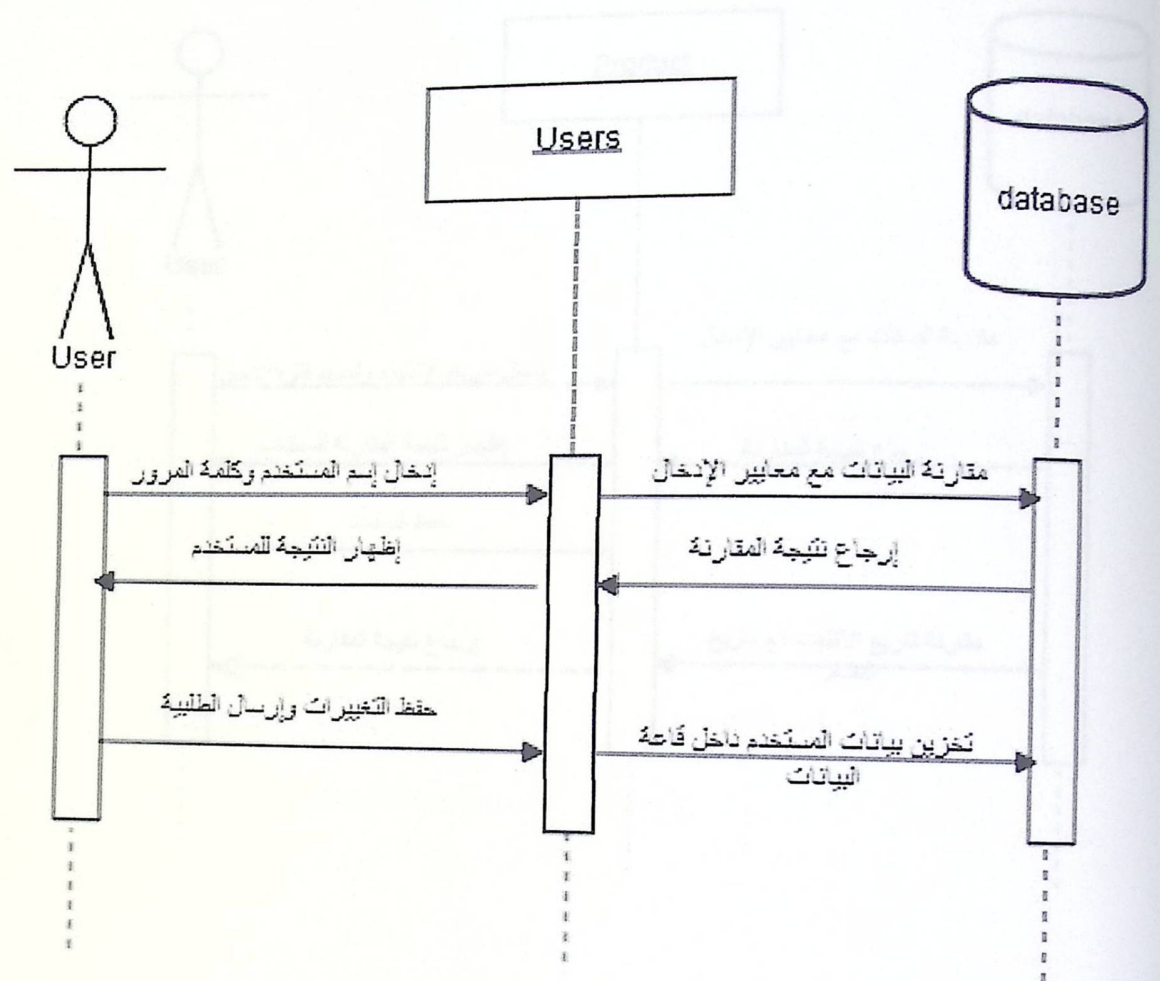 Users
database
User
إدخال إسم المستخدم وكلمة المرور
مقارنة البيانات مع معايير الإدخال
إظهار النتيجة للمستخدم
إرجاع نتيجة المقارنة
حفظ التغييرات وإرسال الطلبية
تخزين بيانات المستخدم داخل قاعة
البيانات